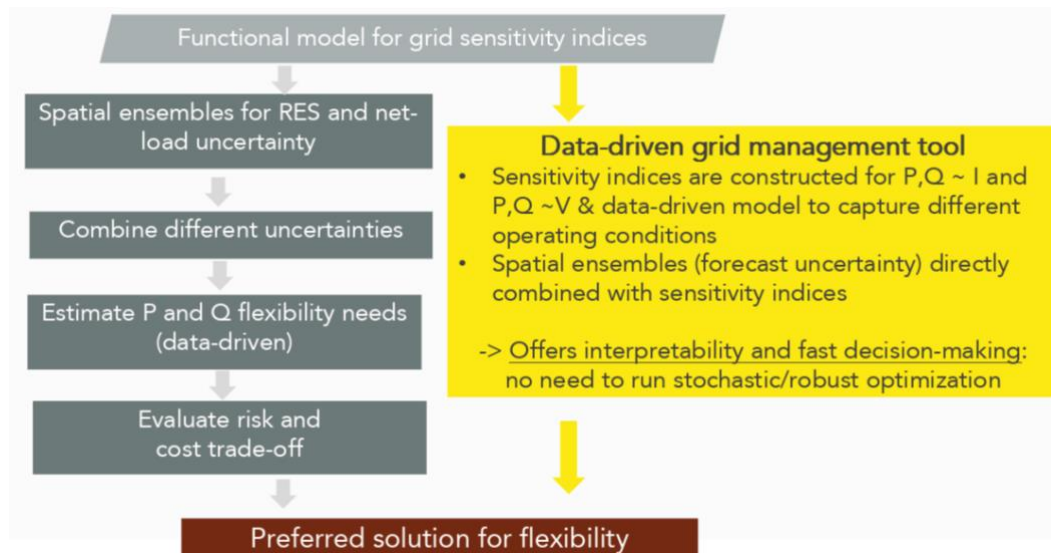 Functional model for grid sensitivity indices
Spatial ensembles for RES and net-
load uncertainty
Combine different uncertainties
Estimate P and Q flexibility needs
(data-driven)
Evaluate risk and
cost trade-off
Data-driven grid management tool
• Sensitivity indices are constructed for P,Q ~ I and
P,Q ~V & data-driven model to capture different
operating conditions
• Spatial ensembles (forecast uncertainty) directly
combined with sensitivity indices
-> Offers interpretability and fast decision-making:
no need to run stochastic/robust optimization
Preferred solution for flexibility